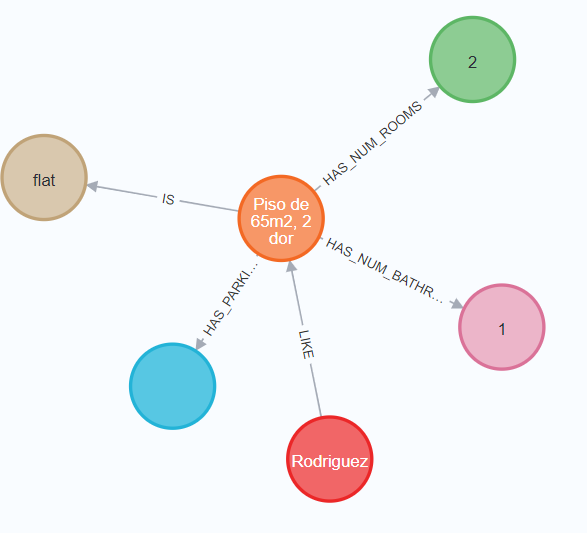 2
HAS_NUM_ROOMS
flat
IS
Piso de
65m2, 2
dor
HAS_NUM_BATHR...
HAS_PARKI...
1
LIKE
Rodriguez